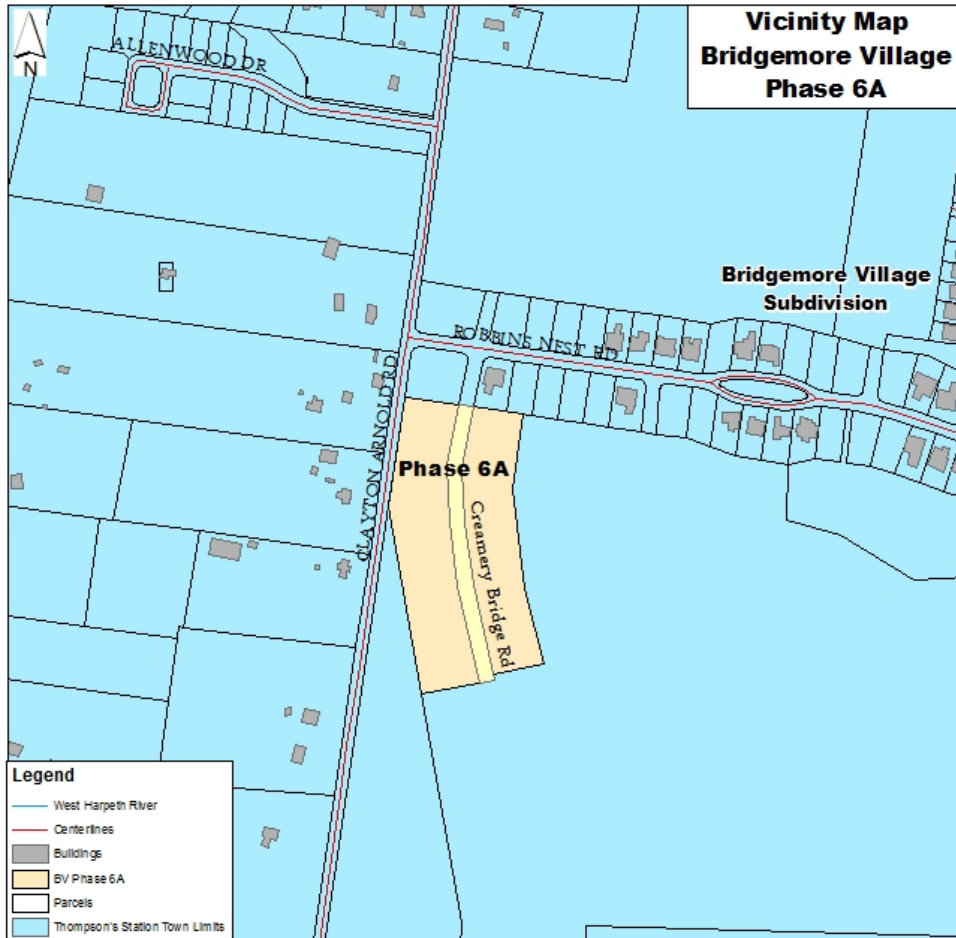 Vicinity Map
Bridgemore Village
Phase 6A
N
ALLENWOOD DR
Bridgemore Village
Subdivision
ROBBINS NEST RD
CLAYTON ARNOLD RD
Phase 6A
Creamery Bridge Rd
Legend
West Harpeth River
Centerlines
Buildings
BV Phase 6A
Parcels
Thompson's Station Town Limits